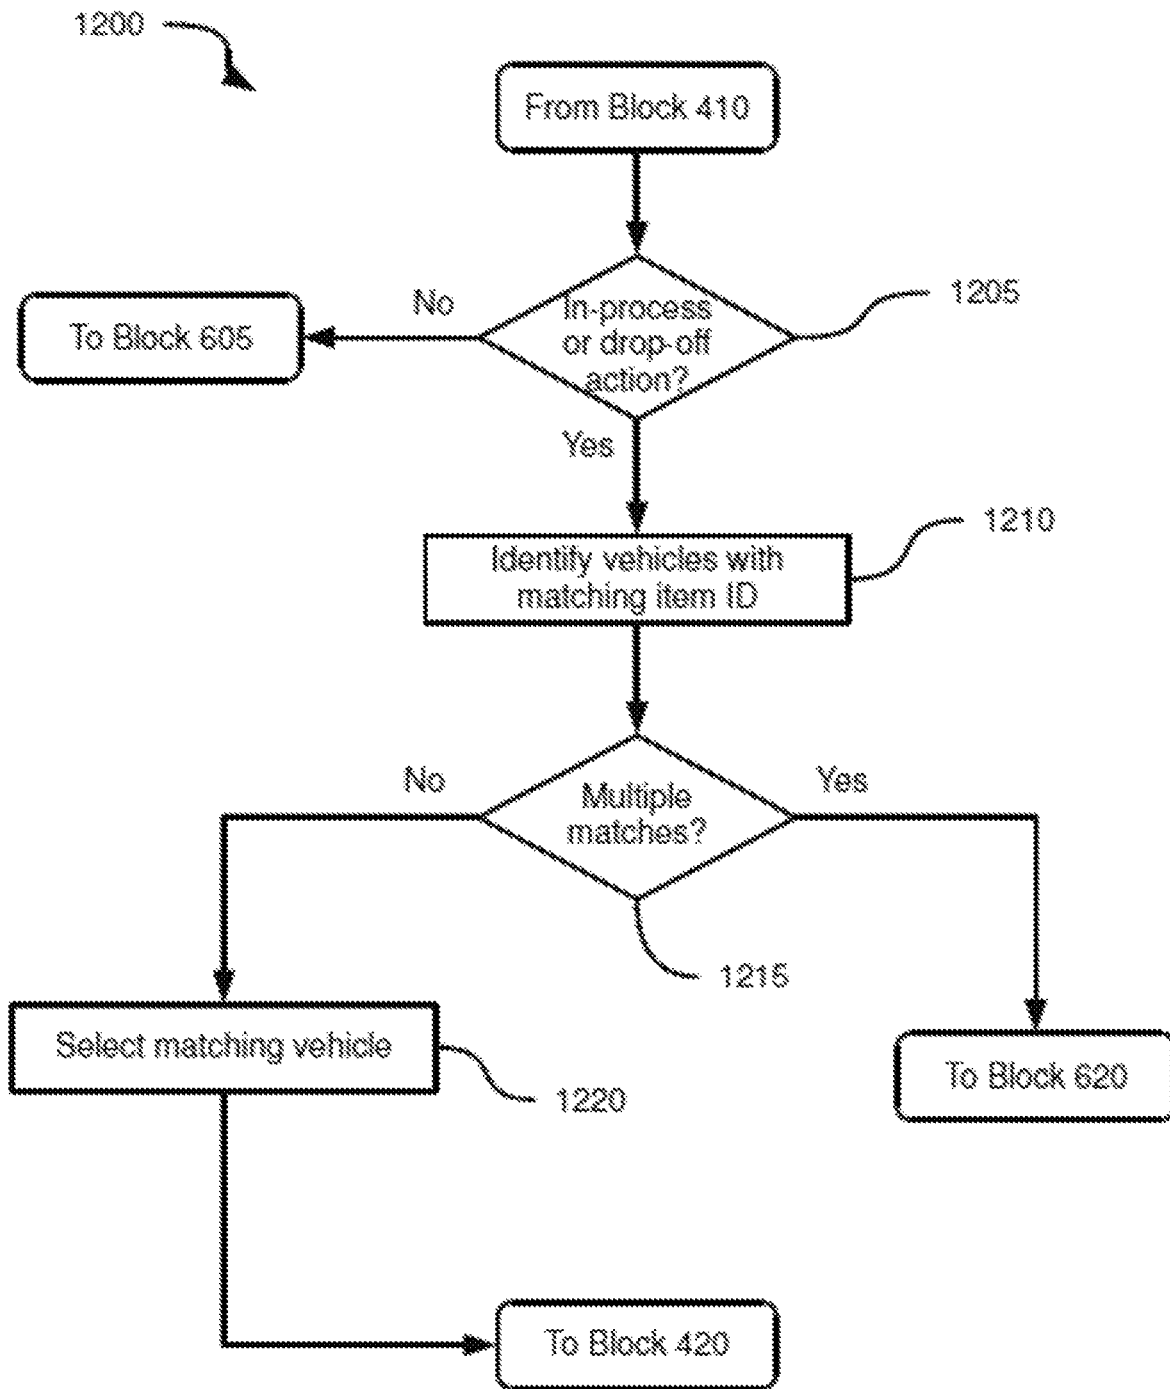 1200
From Block 410
No
In-process
or drop-off
action?
1205
To Block 605
Yes
1210
Identify vehicles with
matching item ID
No
Multiple
matches?
Yes
1215
Select matching vehicle
1220
To Block 620
To Block 420